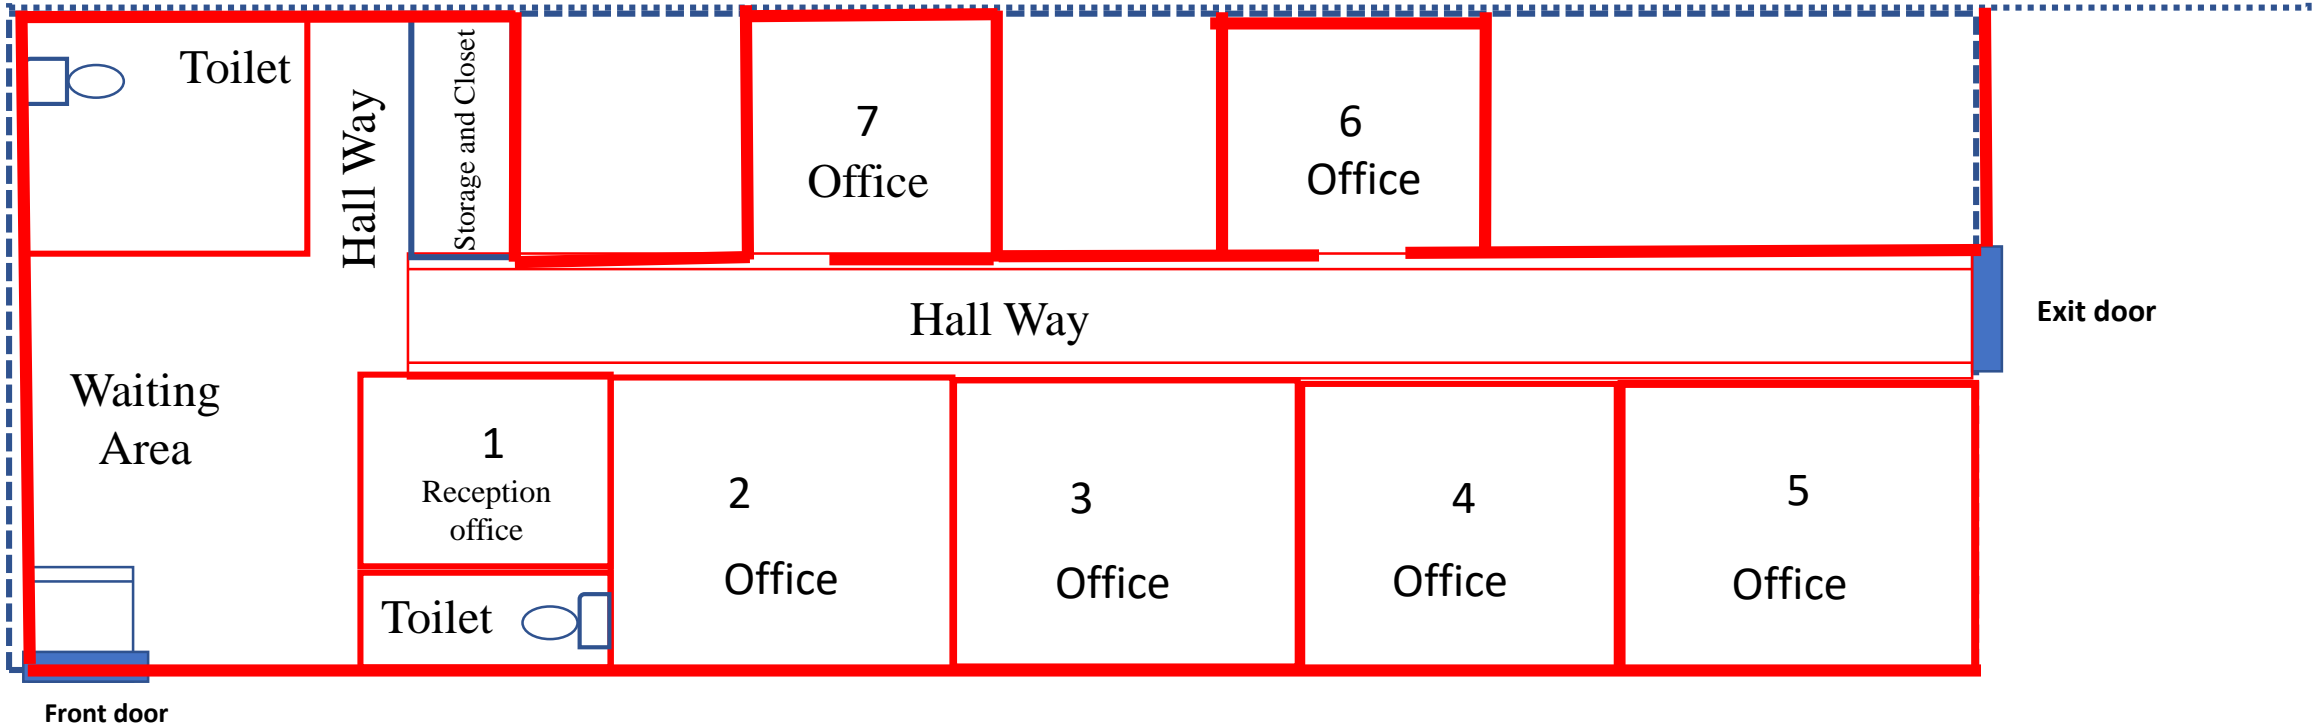 Toilet
Hall Way
Storage and Closet
7
Office
6
Office
Hall Way
Exit door
Waiting
Area
1
Reception
office
2
Office
3
Office
4
Office
5
Office
Toilet
Front door